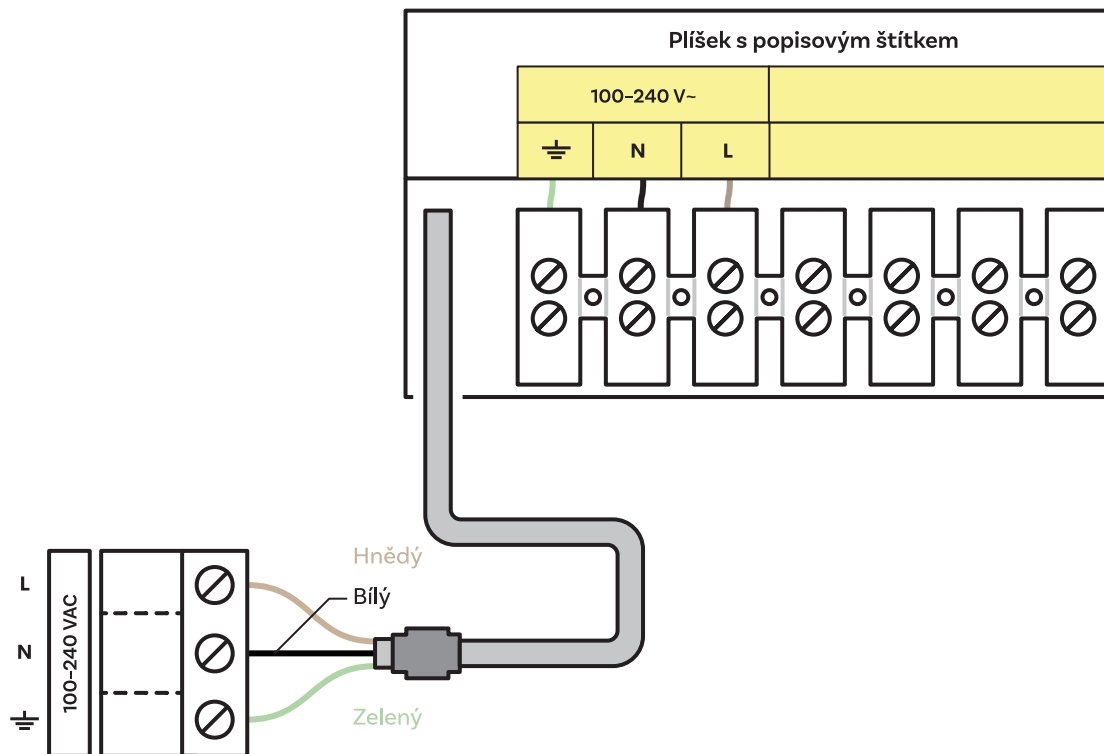 Plíšek s popisovým štítkem
100–240 V~
N L
Hnědý
L
Bílý
N
100–240 VAC
Zelený